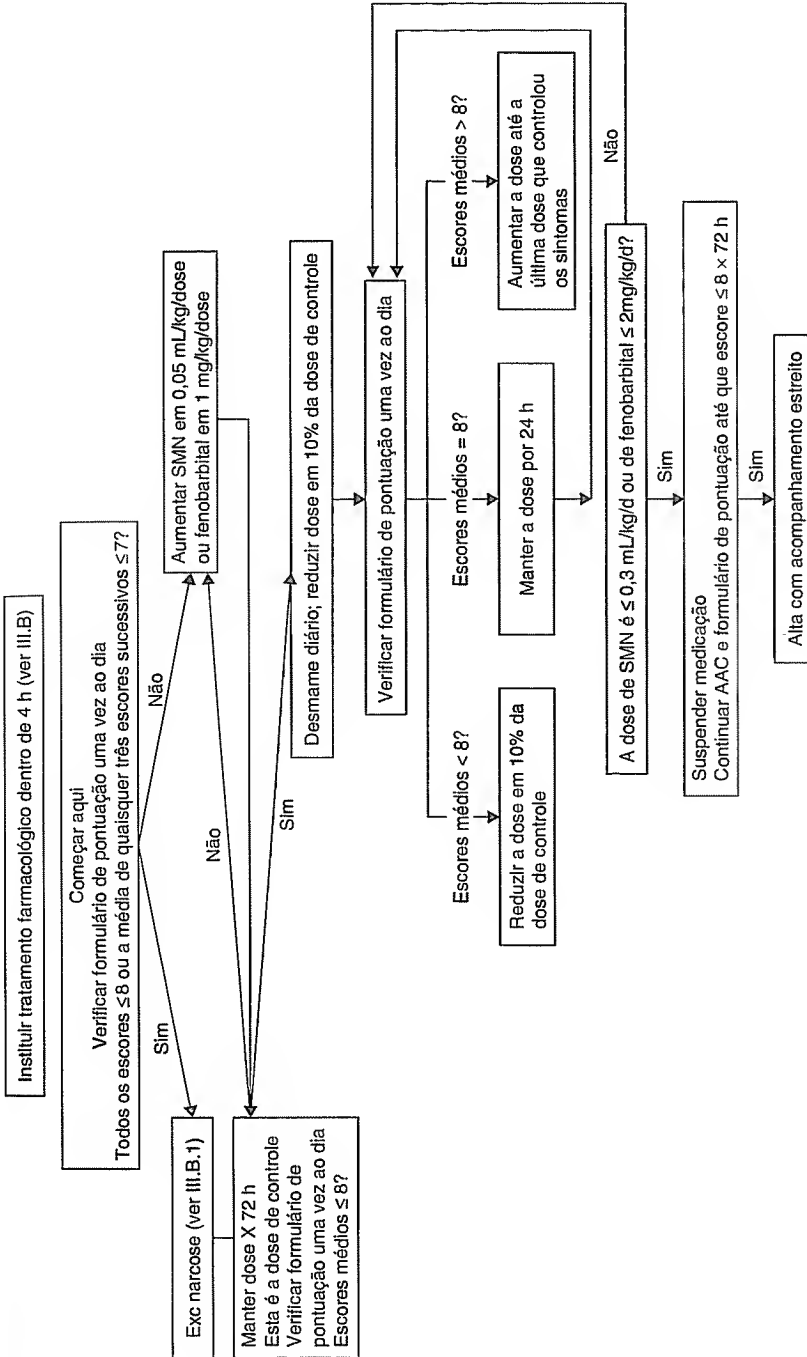 Instituir tratamento farmacológico dentro de 4 h (ver III.B)
Começar aqui
Verificar formulário de pontuação uma vez ao dia
Todos os escores ≤8 ou a média de quaisquer três escores sucessivos ≤7?
Sim
Não
Exc narcose (ver III.B.1)
Aumentar SMN em 0,05 mL/kg/dose
ou fenobarbital em 1 mg/kg/dose
Manter dose X 72 h
Esta é a dose de controle
Verificar formulário de
pontuação uma vez ao dia
Escores médios ≤ 8?
Não
Sim
Desmame diário; reduzir dose em 10% da dose de controle
Verificar formulário de pontuação uma vez ao dia
Escores médios < 8?
Escores médios = 8?
Escores médios > 8?
Reduzir a dose em 10% da
dose de controle
Manter a dose por 24 h
Aumentar a dose até a
última dose que controlou
os sintomas
A dose de SMN é ≤ 0,3 mL/kg/d ou de fenobarbital ≤ 2mg/kg/d?
Não
Sim
Suspender medicação
Continuar AAC e formulário de pontuação até que escore ≤ 8 × 72 h
Sim
Alta com acompanhamento estreito